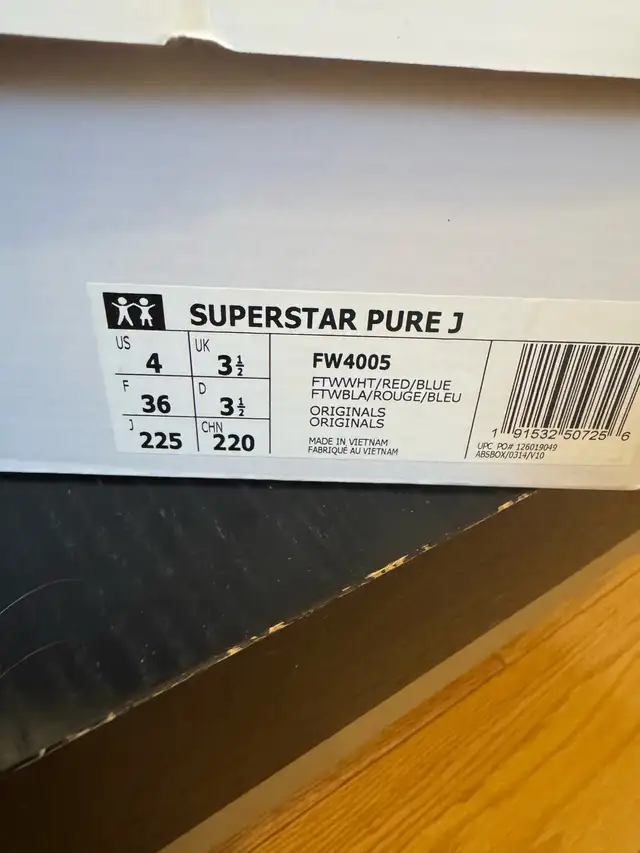 SUPERSTAR PURE J
US 4 UK 3½
F 36 D 3½
J 225 CHN 220
FW4005
FTWWHT/RED/BLUE
FTWBLA/ROUGE/BLEU
ORIGINALS
ORIGINALS
MADE IN VIETNAM
FABRIQUÉ AU VIETNAM
1 91532 50725 6
UPC PO# 126019049
ABSBOX/0314/V10